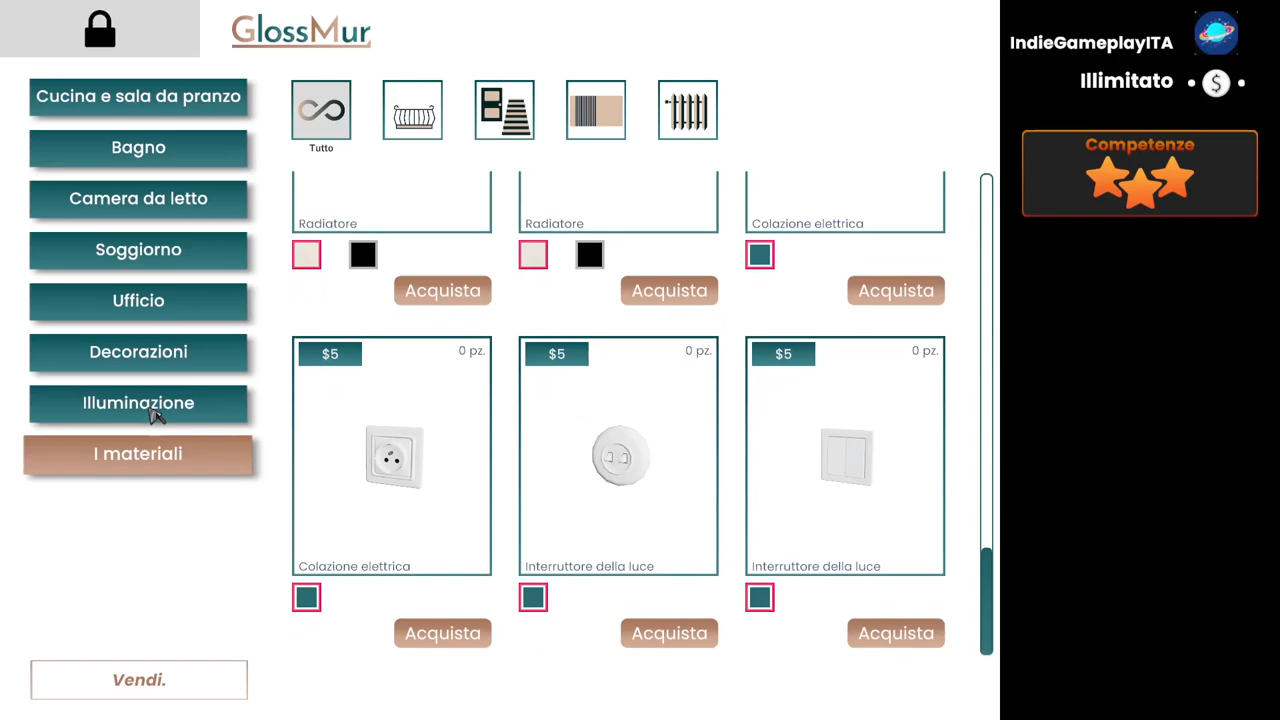 GlossMur
IndieGameplayITA
Illimitato
$
Competenze
Cucina e sala da pranzo
Bagno
Camera da letto
Soggiorno
Ufficio
Decorazioni
Illuminazione
I materiali
Vendi.
Tutto
Radiatore
Radiatore
Colazione elettrica
Acquista
Acquista
Acquista
$5
0 pz.
$5
0 pz.
$5
0 pz.
Colazione elettrica
Interruttore della luce
Interruttore della luce
Acquista
Acquista
Acquista